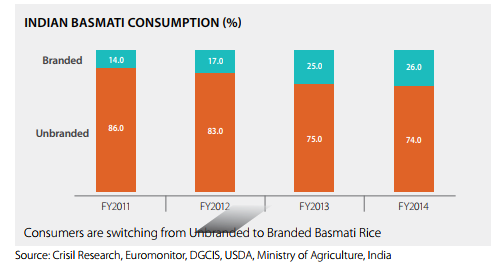 INDIAN BASMATI CONSUMPTION (%)
Branded 14.0 17.0 25.0 26.0
Unbranded 86.0 83.0 75.0 74.0
FY2011 FY2012 FY2013 FY2014
Consumers are switching from Unbranded to Branded Basmati Rice
Source: Crisil Research, Euromonitor, DGCIS, USDA, Ministry of Agriculture, India